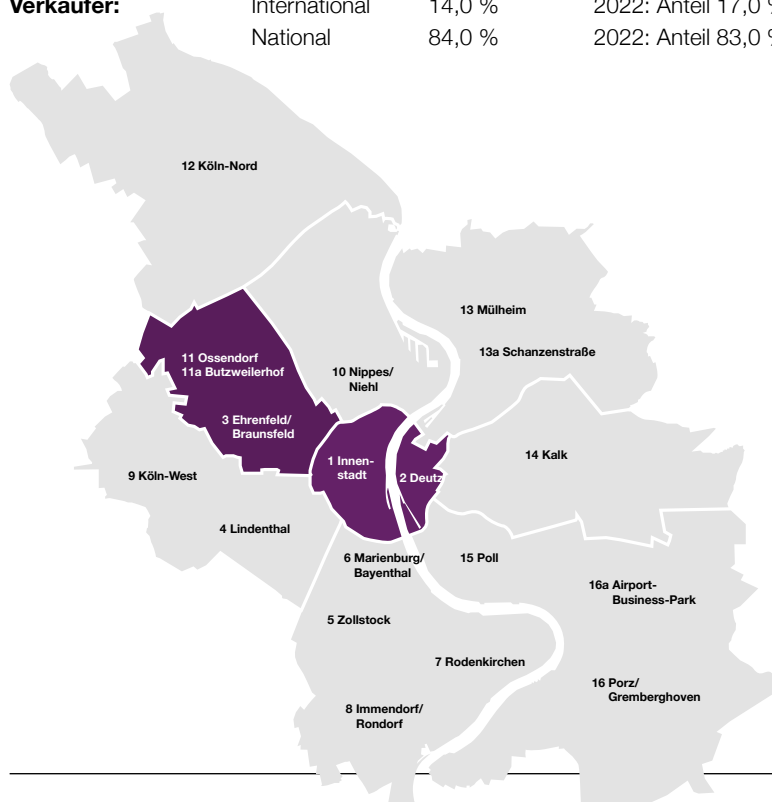 Verkäufer: International 14,0 % 2022: Anteil 17,0 %
National 84,0 % 2022: Anteil 83,0 %
12 Köln-Nord
13 Mülheim
13a Schanzenstraße
11 Ossendorf
11a Butzweilerhof
10 Nippes/
Niehl
3 Ehrenfeld/
Braunsfeld
14 Kalk
1 Innen-
stadt
2 Deutz
9 Köln-West
4 Lindenthal
6 Marienburg/
Bayenthal
15 Poll
16a Airport-
Business-Park
5 Zollstock
7 Rodenkirchen
16 Porz/
Gremberghoven
8 Immendorf/
Rondorf